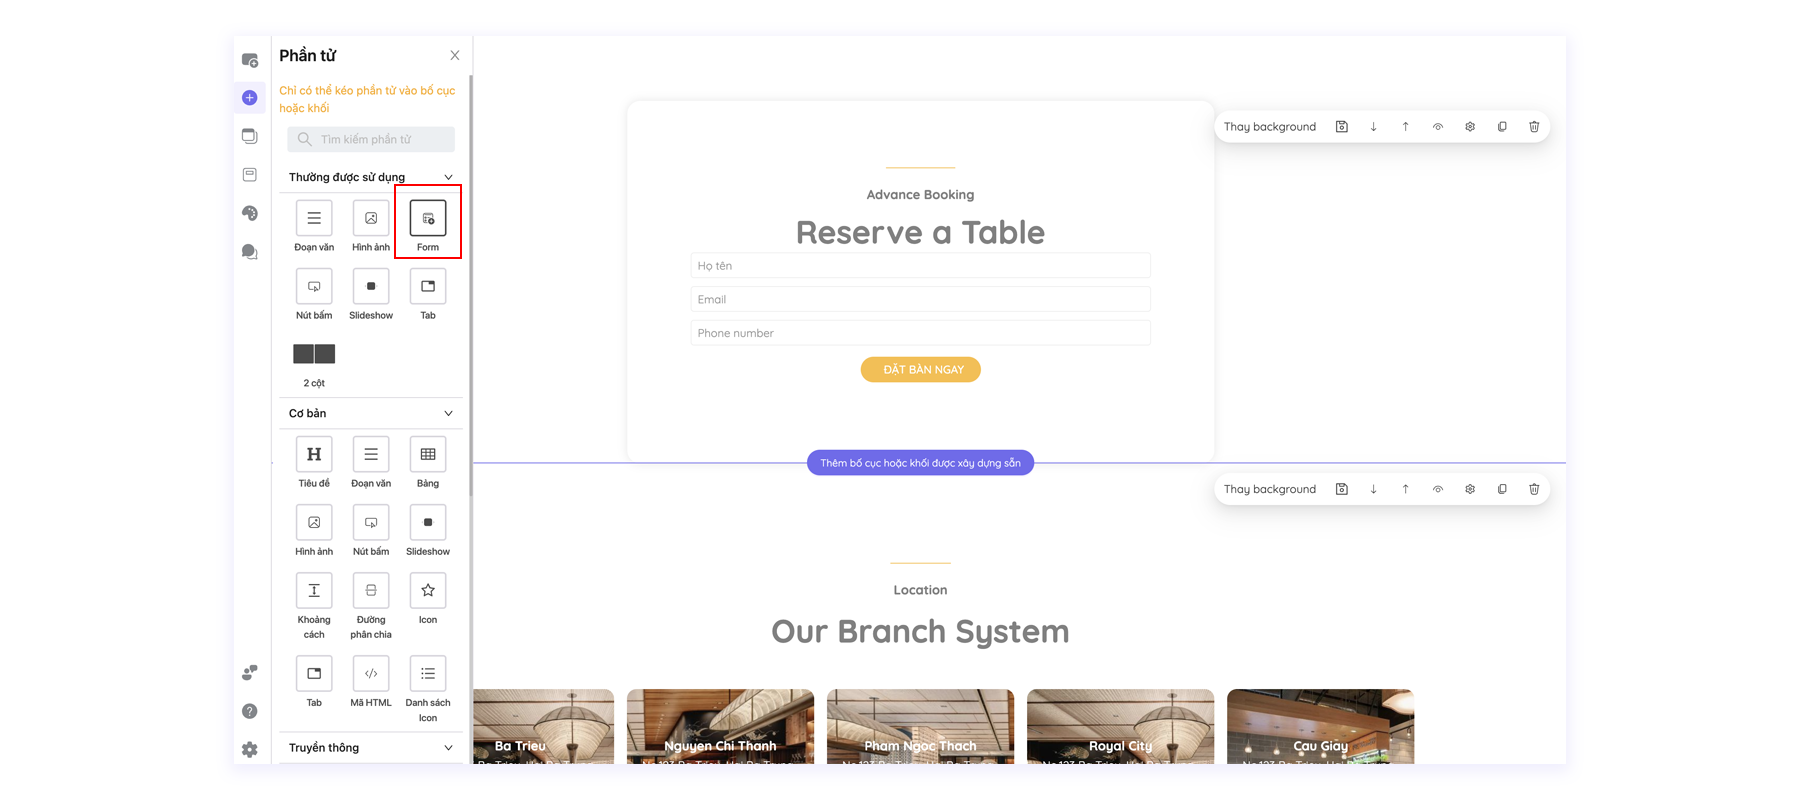 Phần tử
Chỉ có thể kéo phần tử vào bố cục
hoặc khối
Tìm kiếm phần tử
Thường được sử dụng
Đoạn văn
Hình ảnh
Form
Nút bấm
Slideshow
Tab
2 cột
Cơ bản
H
Tiêu đề
Đoạn văn
Bảng
Hình ảnh
Nút bấm
Slideshow
Khoảng
cách
Đường
phân chia
Icon
Tab
Mã HTML
Danh sách
Icon
Truyền thông
Thay background
Advance Booking
Reserve a Table
Họ tên
Email
Phone number
ĐẶT BÀN NGAY
Thêm bố cục hoặc khối được xây dựng sẵn
Thay background
Location
Our Branch System
Ba Trieu
Nguyen Chi Thanh
Pham Ngoc Thach
Royal City
Cau Giay